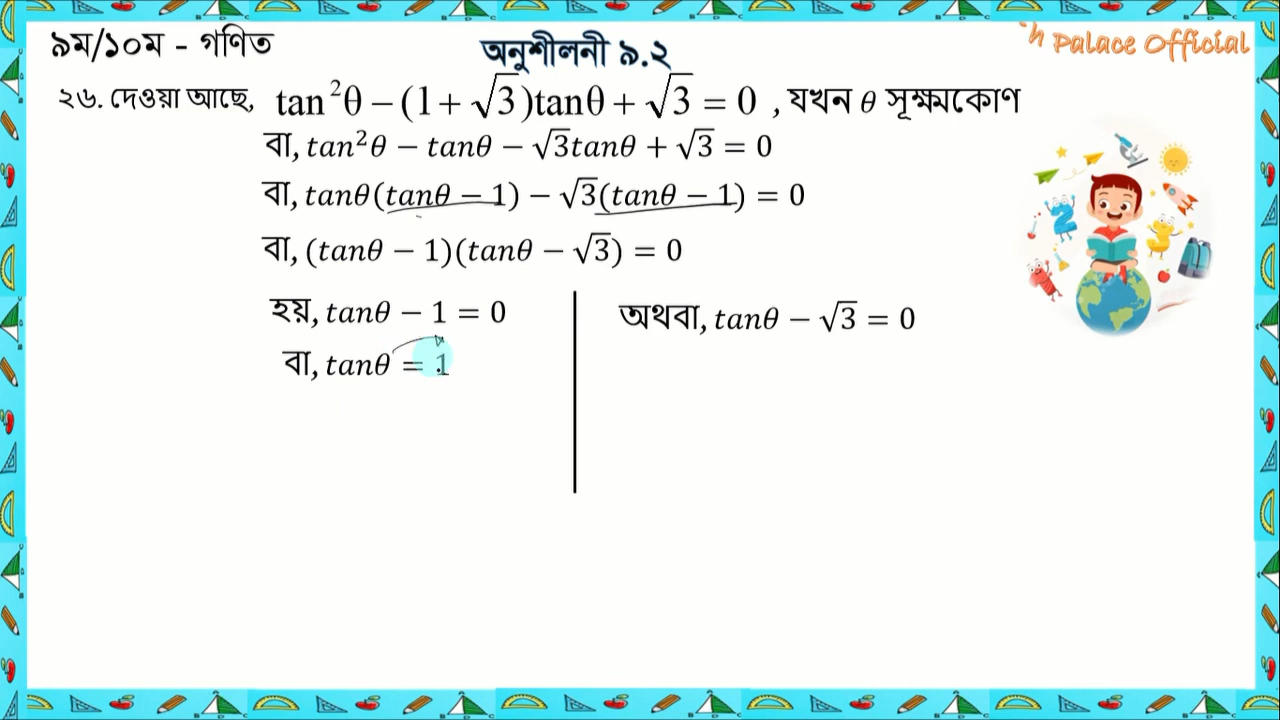 ৯ম/১০ম - গণিত
অনুশীলনী ৯.২
Palace Official
২৬. দেওয়া আছে, tan²θ − (1 + √3)tanθ + √3 = 0 , যখন θ সূক্ষ্মকোণ
বা, tan²θ − tanθ − √3tanθ + √3 = 0
বা, tanθ(tanθ − 1) − √3(tanθ − 1) = 0
বা, (tanθ − 1)(tanθ − √3) = 0
হয়, tanθ − 1 = 0
বা, tanθ = 1
অথবা, tanθ − √3 = 0